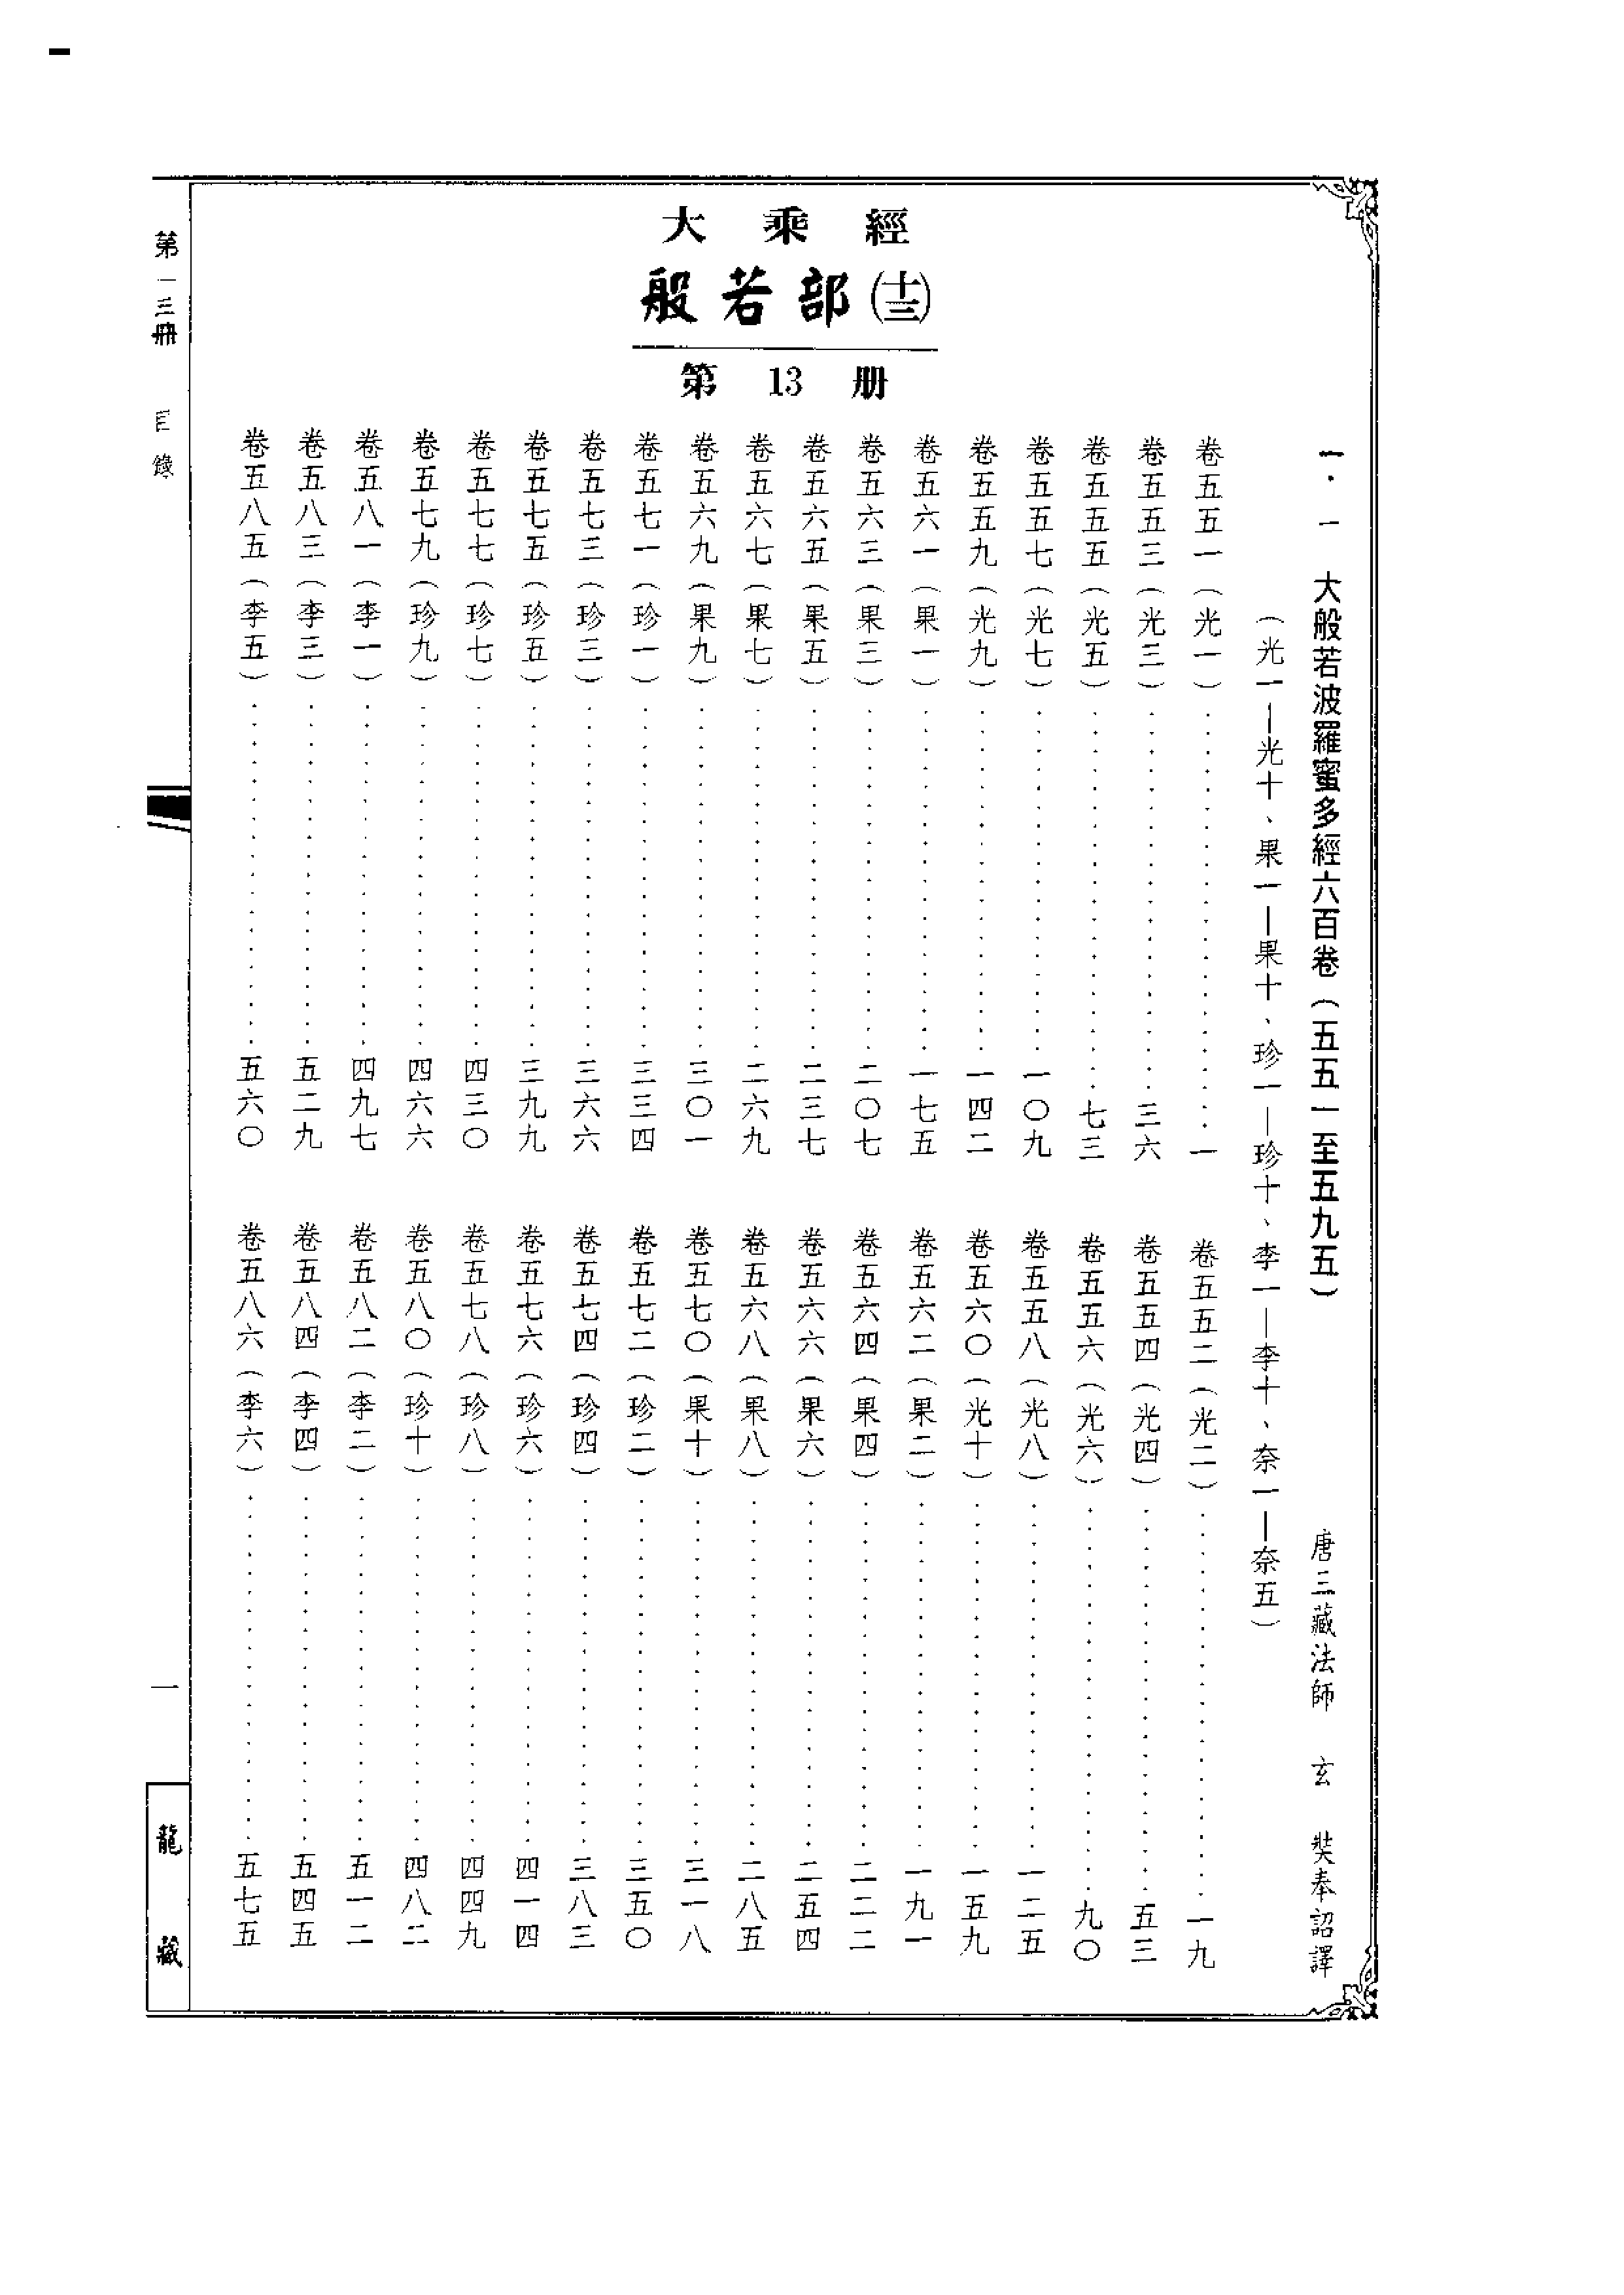 大乘經
般若部(十三)
第 13 册
一·一 大般若波羅蜜多經六百卷（五五一至五九五） 唐三藏法師 玄 奘奉詔譯
（光一—光十、果一—果十、珍一—珍十、李一—李十、奈一—奈五）
卷五五一（光一）⋯⋯一
卷五五二（光二）⋯⋯一九
卷五五三（光三）⋯⋯三六
卷五五四（光四）⋯⋯五三
卷五五五（光五）⋯⋯七三
卷五五六（光六）⋯⋯九〇
卷五五七（光七）⋯⋯一〇九
卷五五八（光八）⋯⋯一二五
卷五五九（光九）⋯⋯一四二
卷五六〇（光十）⋯⋯一五九
卷五六一（果一）⋯⋯一七五
卷五六二（果二）⋯⋯一九一
卷五六三（果三）⋯⋯二〇七
卷五六四（果四）⋯⋯二二二
卷五六五（果五）⋯⋯二三七
卷五六六（果六）⋯⋯二五四
卷五六七（果七）⋯⋯二六九
卷五六八（果八）⋯⋯二八五
卷五六九（果九）⋯⋯三〇一
卷五七〇（果十）⋯⋯三一八
卷五七一（珍一）⋯⋯三三四
卷五七二（珍二）⋯⋯三五〇
卷五七三（珍三）⋯⋯三六六
卷五七四（珍四）⋯⋯三八三
卷五七五（珍五）⋯⋯三九九
卷五七六（珍六）⋯⋯四一四
卷五七七（珍七）⋯⋯四三〇
卷五七八（珍八）⋯⋯四四九
卷五七九（珍九）⋯⋯四六六
卷五八〇（珍十）⋯⋯四八二
卷五八一（李一）⋯⋯四九七
卷五八二（李二）⋯⋯五一二
卷五八三（李三）⋯⋯五二九
卷五八四（李四）⋯⋯五四五
卷五八五（李五）⋯⋯五六〇
卷五八六（李六）⋯⋯五七五
第一三冊 目錄
一
龍藏